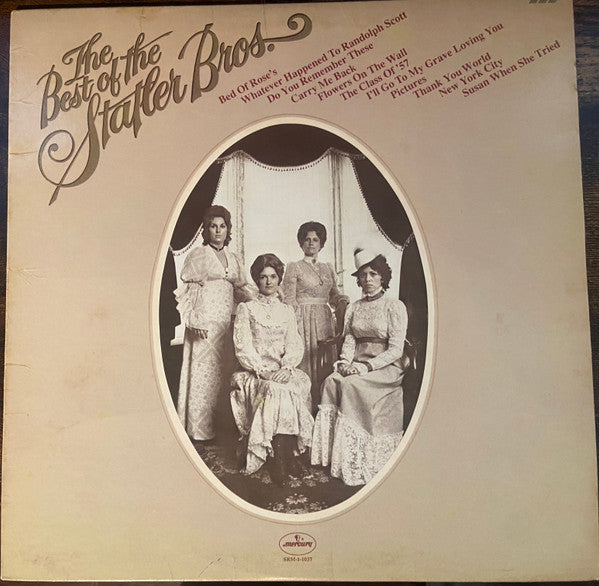 The
Best of the
Statler Bros.
Bed Of Rose's
Whatever Happened To Randolph Scott
Do You Remember These
Carry Me Back
Flowers On The Wall
The Class Of '57
I'll Go To My Grave Loving You
Pictures
Thank You World
New York City
Susan When She Tried
mercury
SRM-1-1037